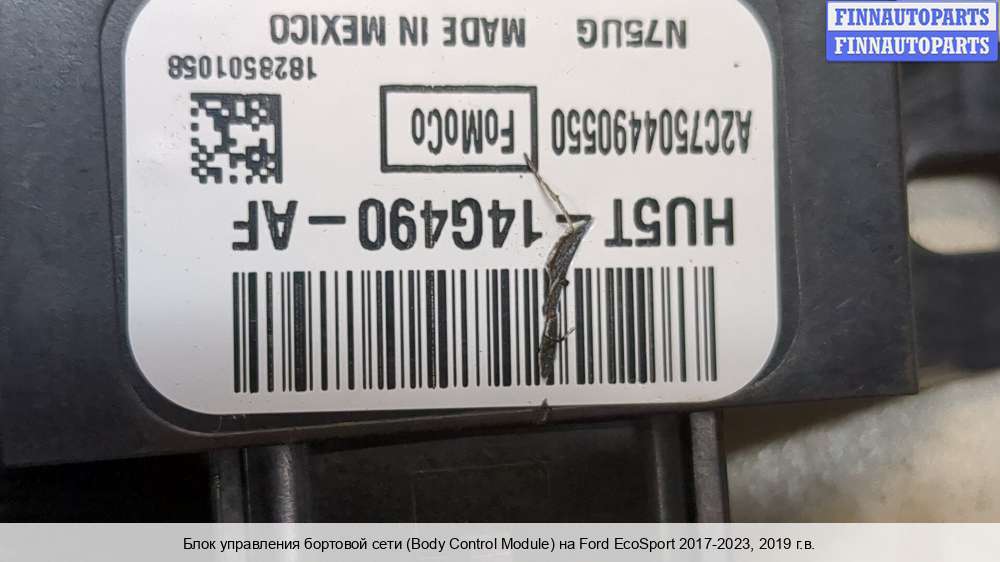 FINNAUTOPARTS
FINNAUTOPARTS
HU5T-14G490-AF
A2C7504490550
FoMoCo
1828501058
N75UG MADE IN MEXICO
Блок управления бортовой сети (Body Control Module) на Ford EcoSport 2017-2023, 2019 г.в.